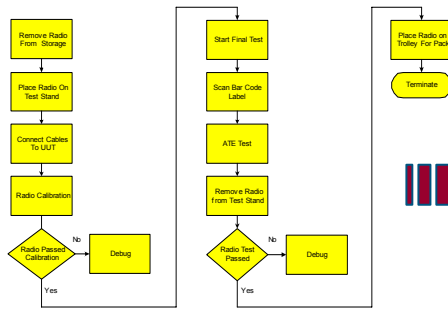 Remove Radio
From Storage
Place Radio On
Test Stand
Connect Cables
To UUT
Radio Calibration
Radio Passed
Calibration
No
Debug
Yes
Start Final Test
Scan Bar Code
Label
ATE Test
Remove Radio
from Test Stand
Radio Test
Passed
No
Debug
Yes
Place Radio on
Trolley For Pack
Terminate